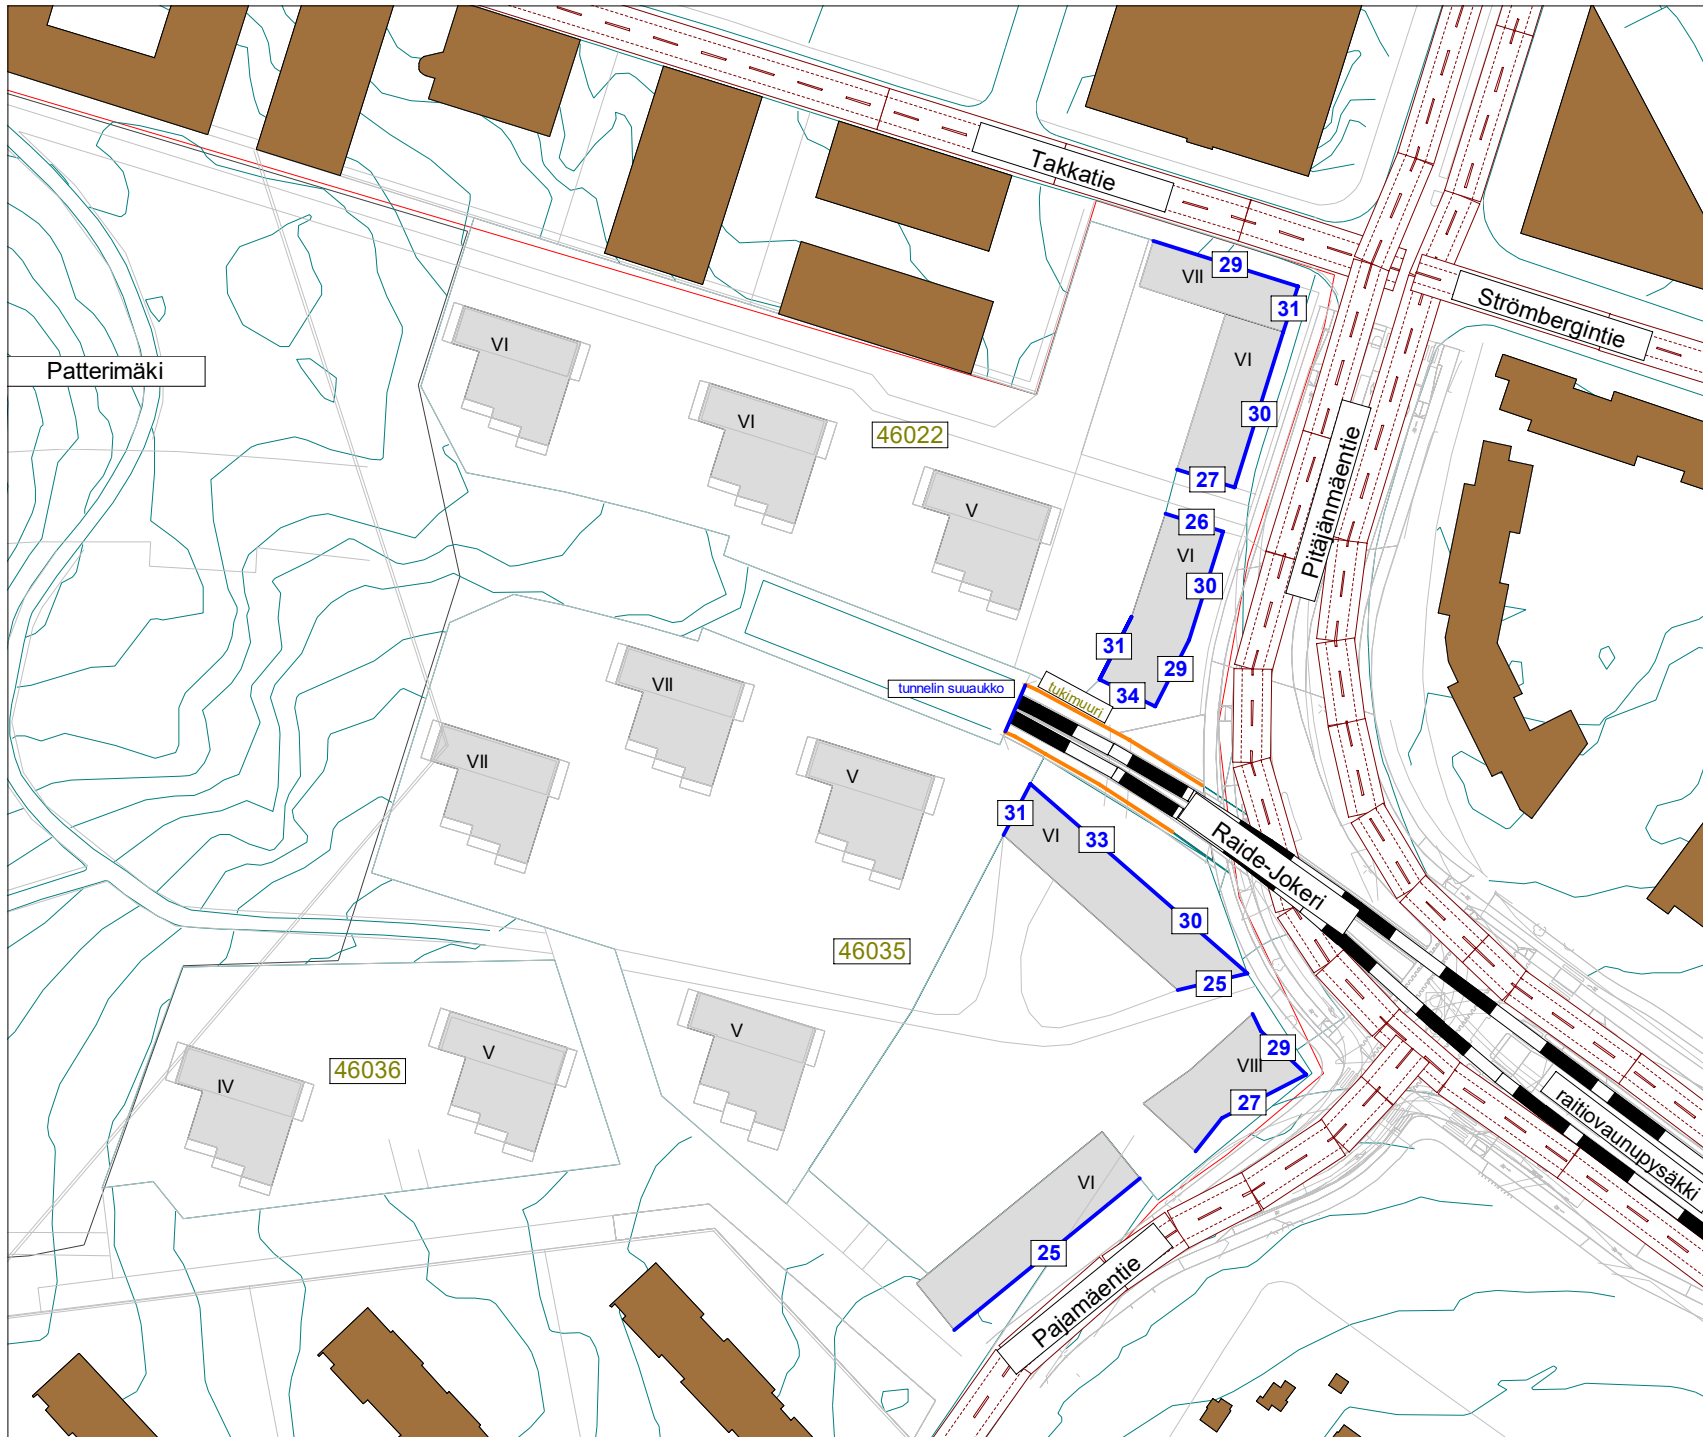 Takkatie
VII
29
31
Strömbergintie
VI
Patterimäki
VI
VI
30
46022
Pitäjänmäentie
27
V
26
VI
30
31
29
VII
tunnelin suuaukko
tukimuuri
34
VII
V
31
VI
33
Raide-Jokeri
30
46035
25
V
V
29
VIII
46036
IV
27
raitiovaunupysäkki
VI
25
Pajamäentie